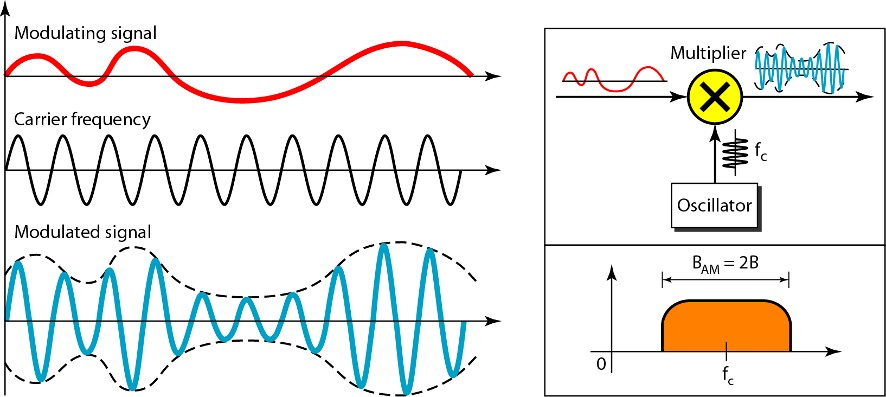 Modulating signal
Carrier frequency
Modulated signal
Multiplier
fc
Oscillator
BAM = 2B
0
fc